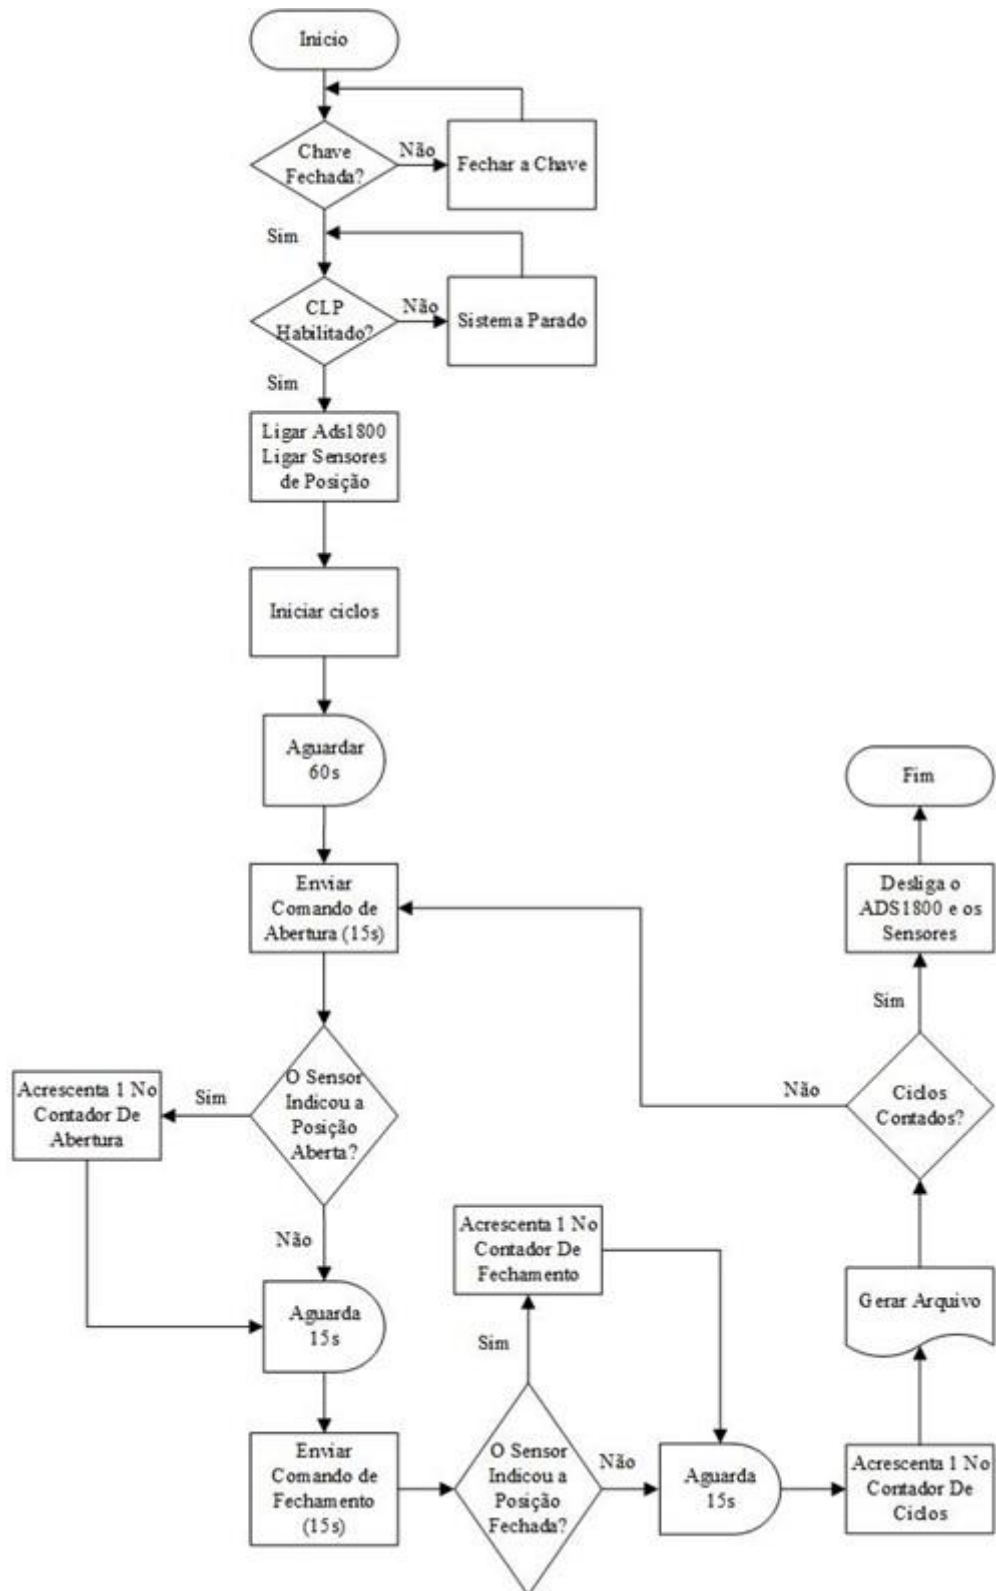 Início
Chave
Fechada?
Não
Fechar a Chave
Sim
CLP
Habilitado?
Não
Sistema Parado
Sim
Ligar Ads1800
Ligar Sensores
de Posição
Iniciar ciclos
Aguardar
60s
Enviar
Comando de
Abertura (15s)
O Sensor
Indicou a
Posição
Aberta?
Sim
Acrescenta 1 No
Contador De
Abertura
Não
Aguarda
15s
Enviar
Comando de
Fechamento
(15s)
O Sensor
Indicou a
Posição
Fechada?
Sim
Acrescenta 1 No
Contador De
Fechamento
Não
Aguarda
15s
Acrescenta 1 No
Contador De
Ciclos
Gerar Arquivo
Ciclos
Contados?
Não
Sim
Desliga o
ADS1800 e os
Sensores
Fim